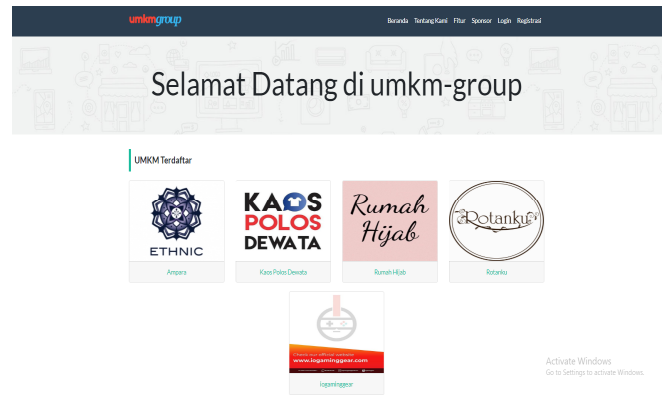 umkmgroup
Beranda Tentang Kami Fitur Sponsor Login Registrasi
Selamat Datang di umkm-group
UMKM Terdaftar
ETHNIC
KAOS
POLOS
DEWATA
Rumah
Hijab
Rotanku
Ampara
Kaos Polos Dewata
Rumah Hijab
Rotanku
www.iogaminggear.com
iogaminggear
Activate Windows
Go to Settings to activate Windows.